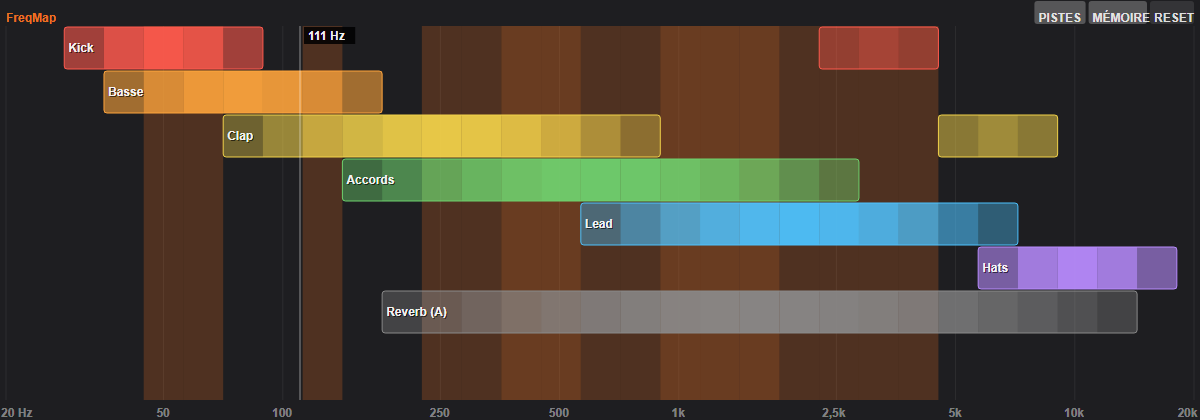 FreqMap
PISTES MÉMOIRE RESET
111 Hz
Kick
Basse
Clap
Accords
Lead
Hats
Reverb (A)
20 Hz 50 100 250 500 1k 2,5k 5k 10k 20k